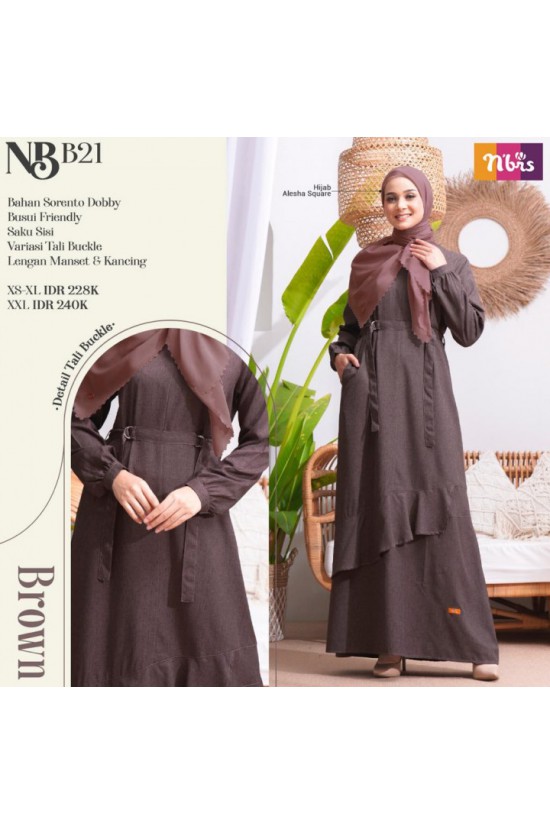 NB B21
Bahan Sorento Dobby
Busui Friendly
Saku Sisi
Variasi Tali Buckle
Lengan Manset & Kancing
XS-XL IDR 228K
XXL IDR 240K
•Detail Tali Buckle•
Brown
Hijab
Alesha Square
N'brs